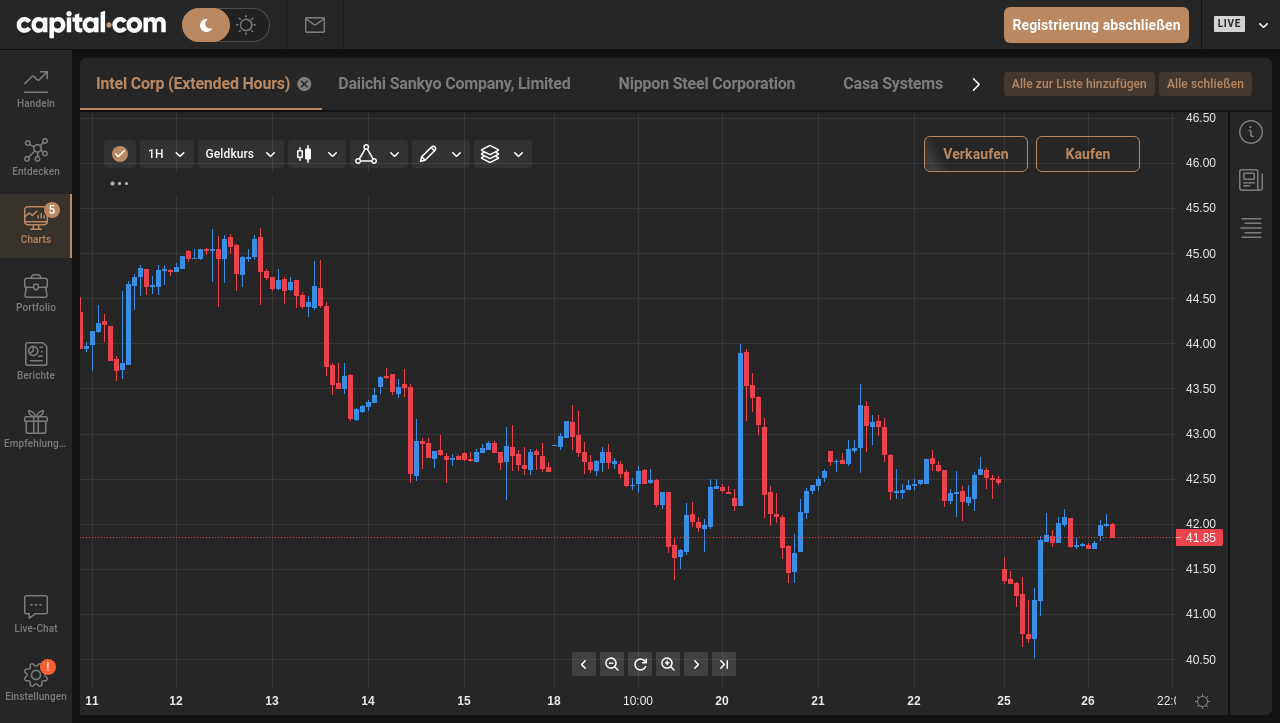 capital.com
Registrierung abschließen
LIVE
Handeln
Entdecken
5
Charts
Portfolio
Berichte
Empfehlung...
Live-Chat
!
Einstellungen
Intel Corp (Extended Hours)
Daiichi Sankyo Company, Limited
Nippon Steel Corporation
Casa Systems
Alle zur Liste hinzufügen
Alle schließen
1H
Geldkurs
Verkaufen
Kaufen
46.50
46.00
45.50
45.00
44.50
44.00
43.50
43.00
42.50
42.00
41.85
41.50
41.00
40.50
11
12
13
14
15
18
10:00
20
21
22
25
26
22: